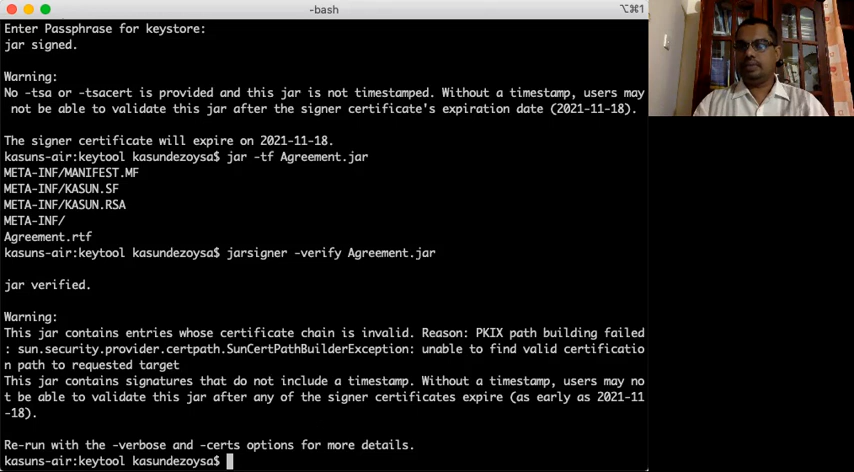 -bash
⌥⌘1
Enter Passphrase for keystore:
jar signed.
Warning:
No -tsa or -tsacert is provided and this jar is not timestamped. Without a timestamp, users may
not be able to validate this jar after the signer certificate's expiration date (2021-11-18).
The signer certificate will expire on 2021-11-18.
kasuns-air:keytool kasundezoysa$ jar -tf Agreement.jar
META-INF/MANIFEST.MF
META-INF/KASUN.SF
META-INF/KASUN.RSA
META-INF/
Agreement.rtf
kasuns-air:keytool kasundezoysa$ jarsigner -verify Agreement.jar
jar verified.
Warning:
This jar contains entries whose certificate chain is invalid. Reason: PKIX path building failed
: sun.security.provider.certpath.SunCertPathBuilderException: unable to find valid certificatio
n path to requested target
This jar contains signatures that do not include a timestamp. Without a timestamp, users may no
t be able to validate this jar after any of the signer certificates expire (as early as 2021-11
-18).
Re-run with the -verbose and -certs options for more details.
kasuns-air:keytool kasundezoysa$